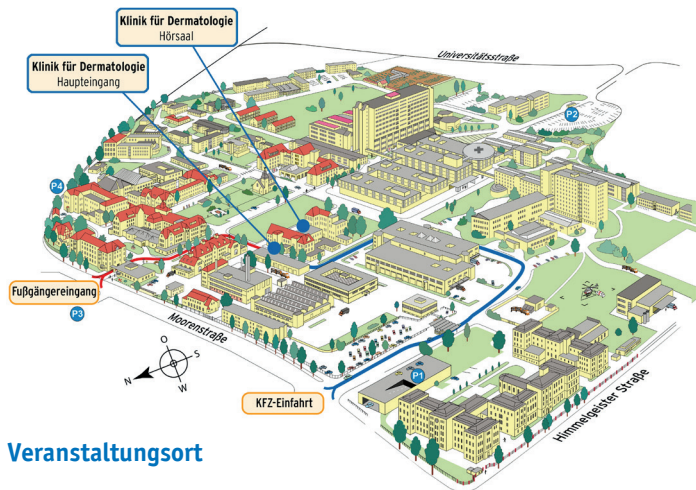 Klinik für Dermatologie
Hörsaal
Klinik für Dermatologie
Haupteingang
Universitätsstraße
P2
P4
Fußgängereingang
P3
Moorenstraße
O
S
N
W
P1
KFZ-Einfahrt
Himmelgeister Straße
Veranstaltungsort